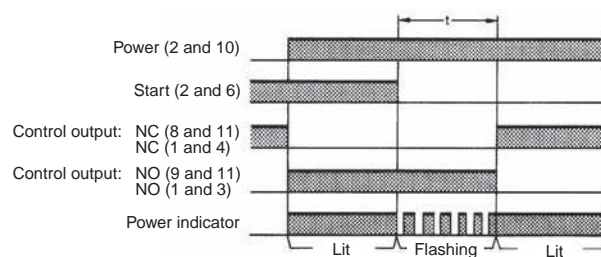 t
Power (2 and 10)
Start (2 and 6)
Control output: NC (8 and 11)
NC (1 and 4)
Control output: NO (9 and 11)
NO (1 and 3)
Power indicator
Lit Flashing Lit